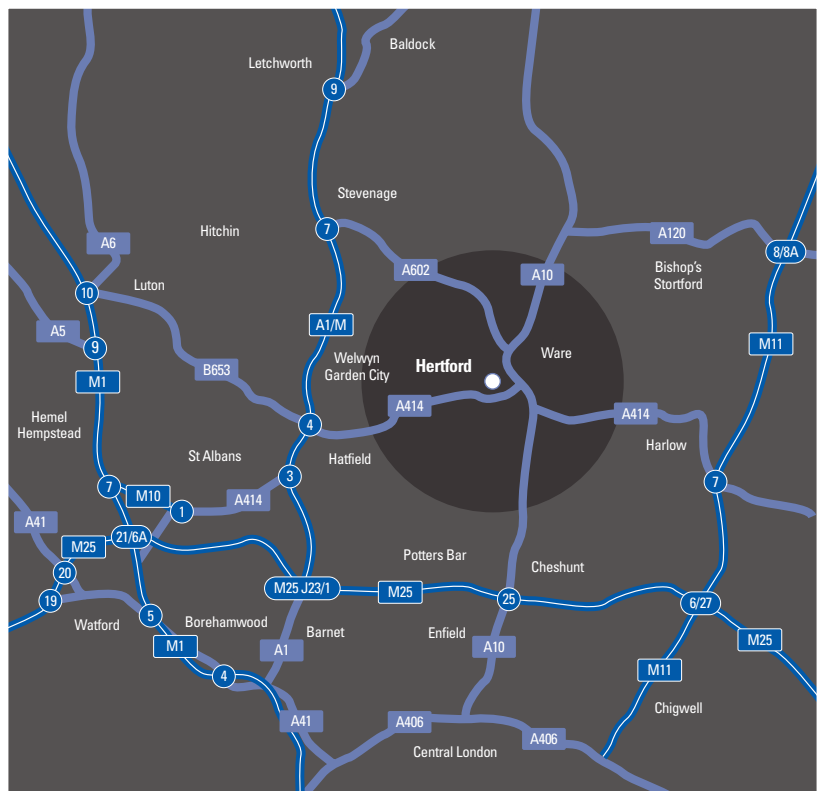 Baldock
Letchworth
9
Stevenage
7
Hitchin
A6
A120
8/8A
Bishop's
Stortford
A602
A10
Luton
10
A5
A1/M
M11
9
Ware
Welwyn
Garden City
Hertford
B653
M1
A414
A414
Hemel
Hempstead
4
Harlow
St Albans
Hatfield
3
7
7
M10
A414
1
A41
21/6A
M25
Potters Bar
Cheshunt
20
M25 J23/1
M25
25
6/27
19
5
Watford
Borehamwood
Barnet
Enfield
M25
M1
A1
A10
M11
4
Chigwell
A41
A406
A406
Central London